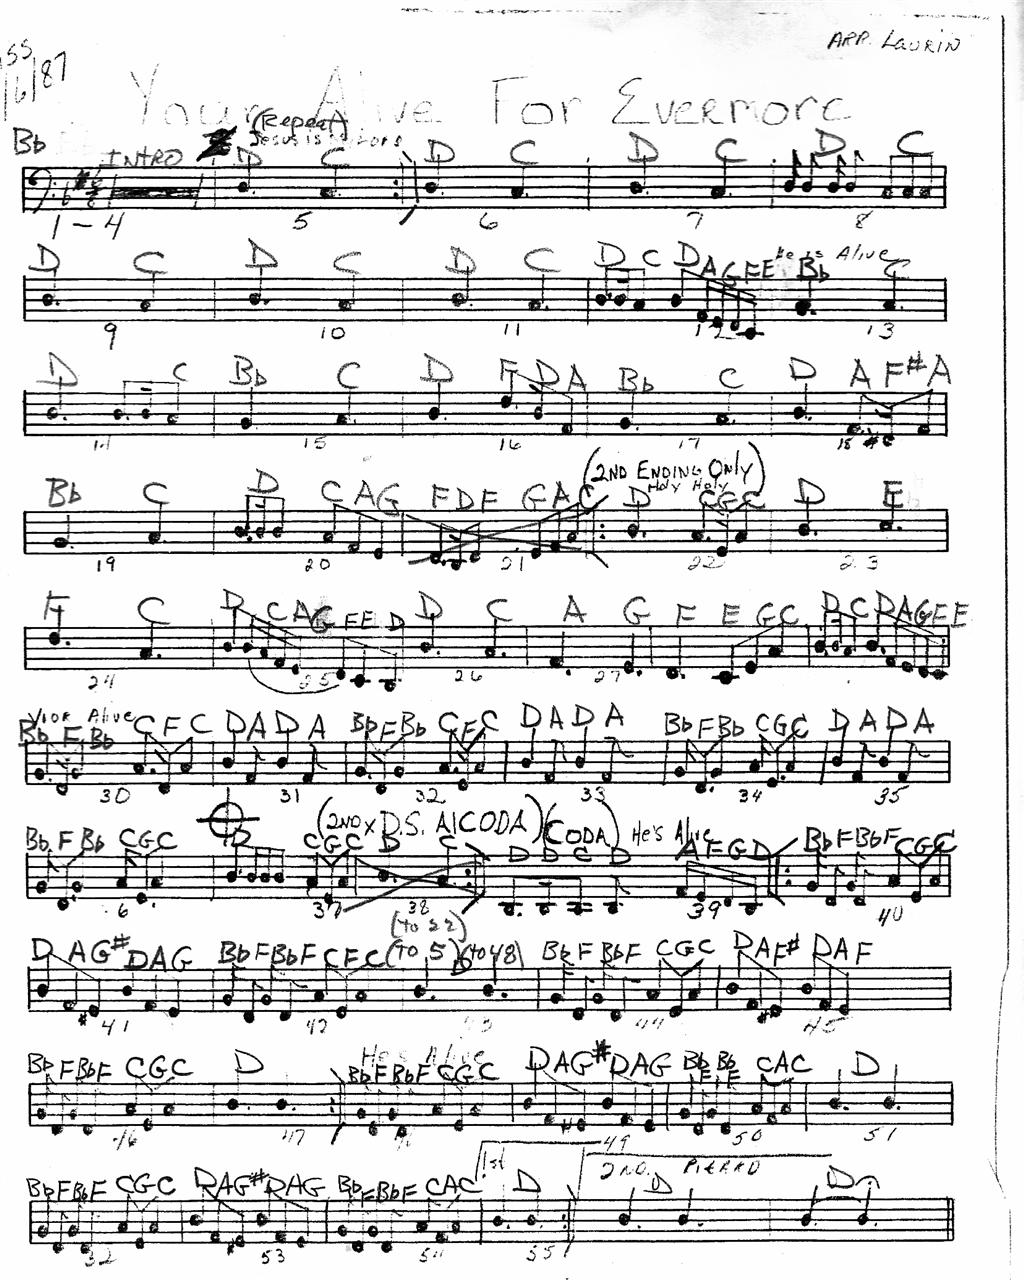 ARR. LAURIN
SS
/6/87
Your Alive For Evermore
(Repeat)
Jesus is Lord
Bb INTRO D C D C D C D C
1-4 5 6 7 8
D C D C D C D C D A G F E He is Alive Bb C
9 10 11 12 13
D C Bb C D F D A Bb C D A F# A
14 15 16 17 18
(2ND ENDING ONLY)
Holy Holy
Bb C D C A G F D F G A C D C G C D E
19 20 21 22 23
F C D C A G F E D D C A G F E G C D C D A G F E
24 25 26 27
Your Alive
Bb F Bb C F C D A D A Bb F Bb C F C D A D A Bb F Bb C G C D A D A
30 31 32 33 34 35
(2ND X D.S. Al CODA) (CODA) He's Alive
Bb F Bb C G C D C G C D C D D C D A F G D Bb F Bb F C G C
6 37 38 39 40
(to 22)
D A G# D A G Bb F Bb F C F C (to 5) (to 48) D Bb F Bb F C G C D A F# D A F
41 42 43 44 45
He's Alive
Bb F Bb F C G C D Bb F Bb F C G C D A G# D A G Bb F Bb F C A C D
46 47 49 50 51
1st 2ND.
Bb F Bb F C G C D A G# D A G Bb F Bb F C A C D D D
52 53 54 55